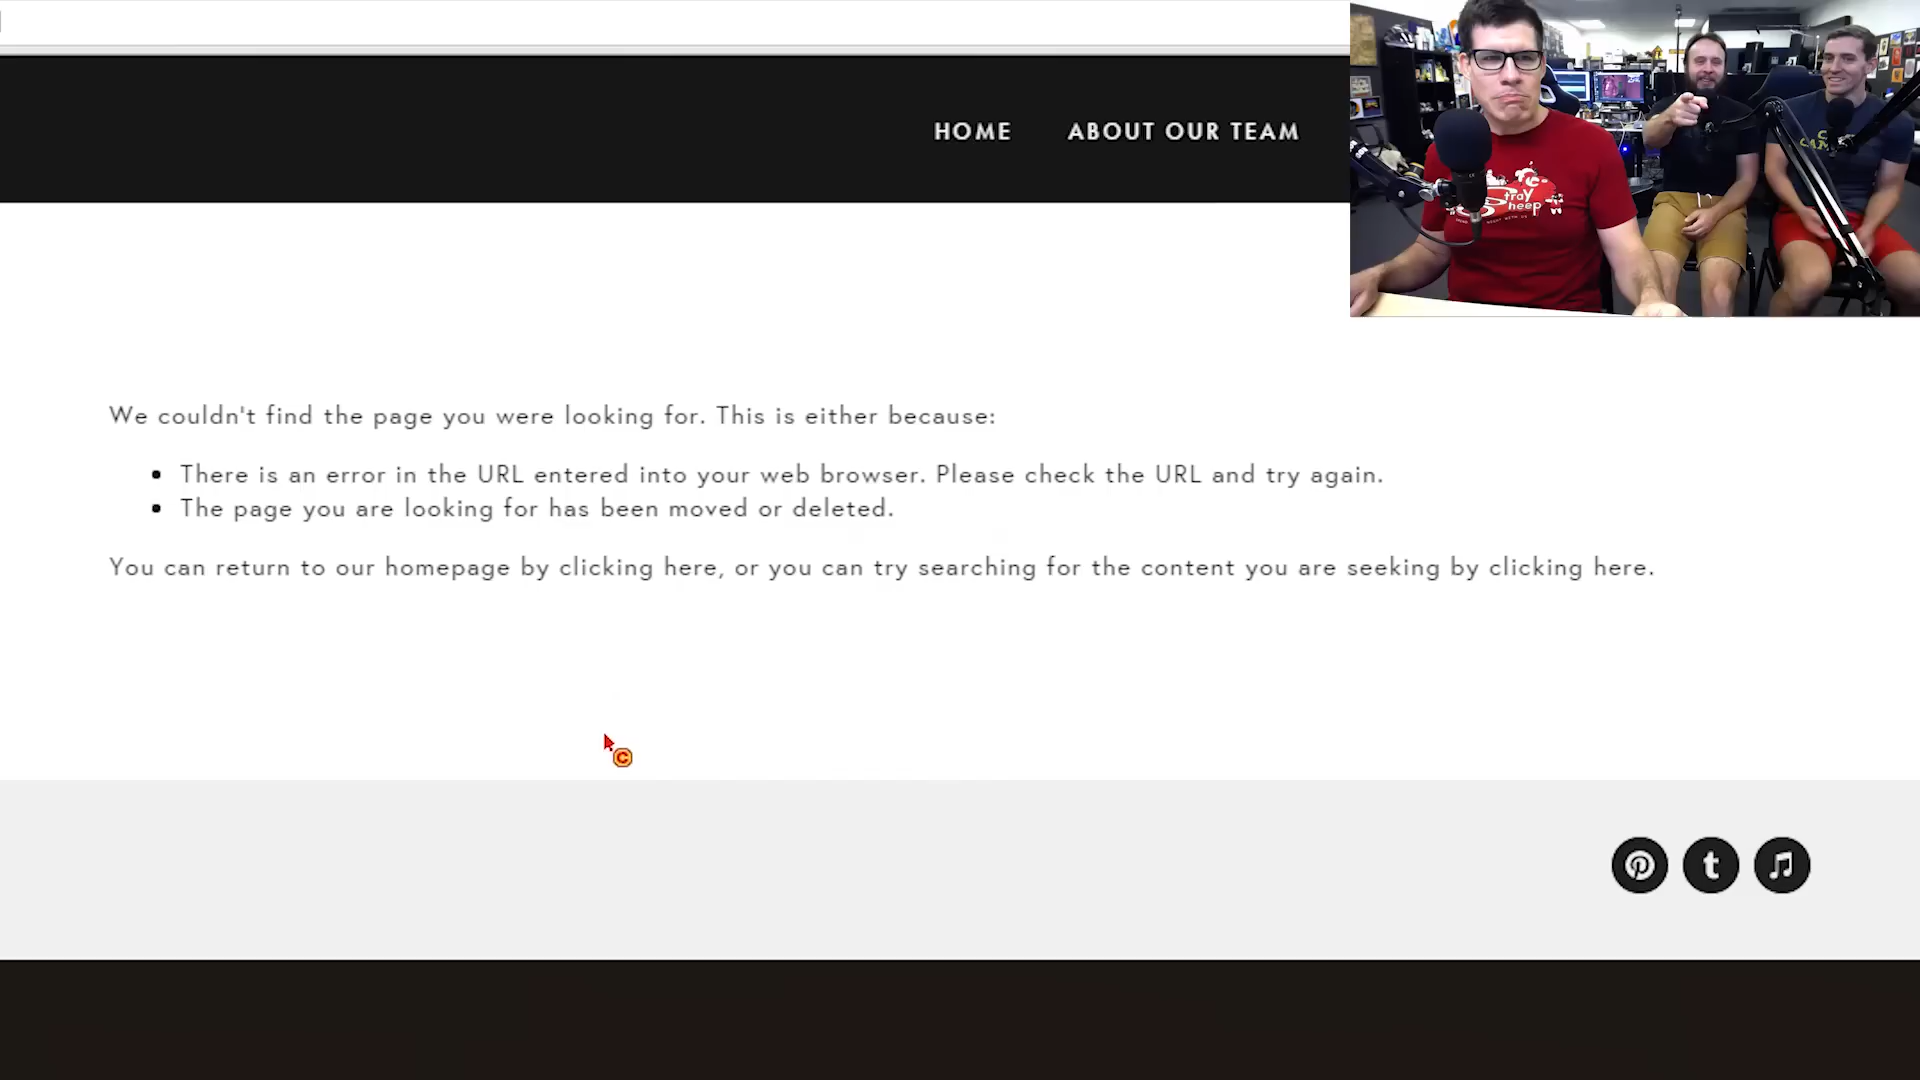 HOME ABOUT OUR TEAM
Stray
Sheep
We couldn't find the page you were looking for. This is either because:
• There is an error in the URL entered into your web browser. Please check the URL and try again.
• The page you are looking for has been moved or deleted.
You can return to our homepage by clicking here, or you can try searching for the content you are seeking by clicking here.